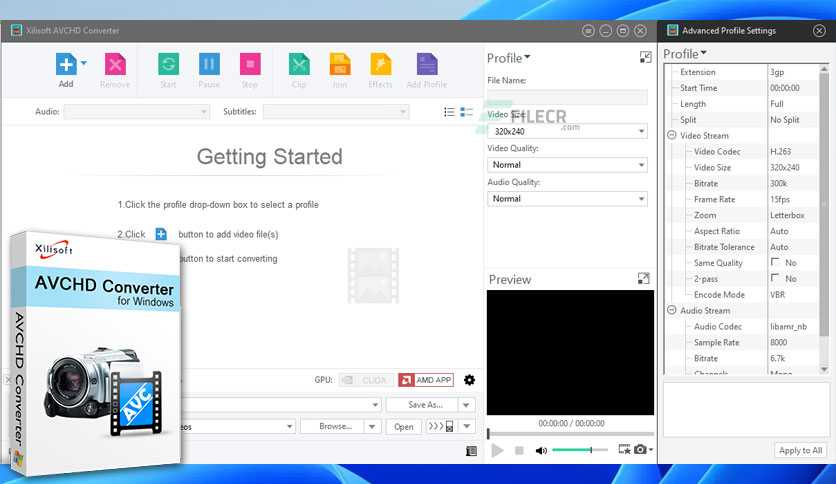 Xilisoft AVCHD Converter
Add
Remove
Start
Pause
Stop
Clip
Join
Effects
Add Profile
Audio:
Subtitles:
Getting Started
1.Click the profile drop-down box to select a profile
2.Click button to add video file(s)
button to start converting
GPU:
CUDA
AMD APP
Save As...
eos
Browse...
Open
Profile
File Name:
FILECR
.com
Video Size:
320x240
Video Quality:
Normal
Audio Quality:
Normal
Preview
00:00:00 / 00:00:00
Advanced Profile Settings
Profile
Extension 3gp
Start Time 00:00:00
Length Full
Split No Split
Video Stream
Video Codec H.263
Video Size 320x240
Bitrate 300k
Frame Rate 15fps
Zoom Letterbox
Aspect Ratio Auto
Bitrate Tolerance Auto
Same Quality No
2-pass No
Encode Mode VBR
Audio Stream
Audio Codec libamr_nb
Sample Rate 8000
Bitrate 6.7k
Channels Mono
Apply to All
Xilisoft
AVCHD Converter
for Windows
AVCHD Converter
AVC